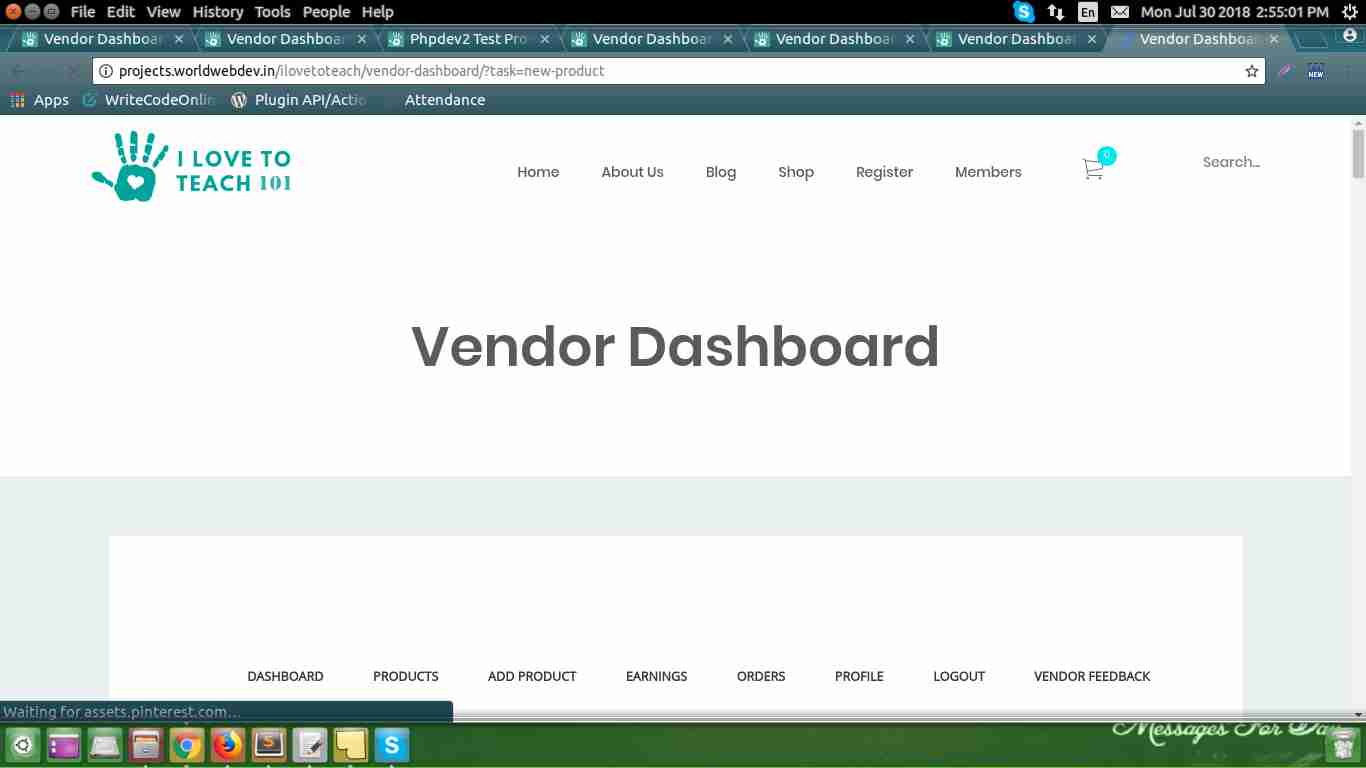 File Edit View History Tools People Help En Mon Jul 30 2018 2:55:01 PM
Vendor Dashboar Vendor Dashboar Phpdev2 Test Pro Vendor Dashboar Vendor Dashboar Vendor Dashboar Vendor Dashboar
projects.worldwebdev.in/ilovetoteach/vendor-dashboard/?task=new-product NEW
Apps WriteCodeOnlin Plugin API/Actio Attendance
I LOVE TO
TEACH 101
Home About Us Blog Shop Register Members 0 Search...
Vendor Dashboard
DASHBOARD PRODUCTS ADD PRODUCT EARNINGS ORDERS PROFILE LOGOUT VENDOR FEEDBACK
Waiting for assets.pinterest.com...
Messages For Day